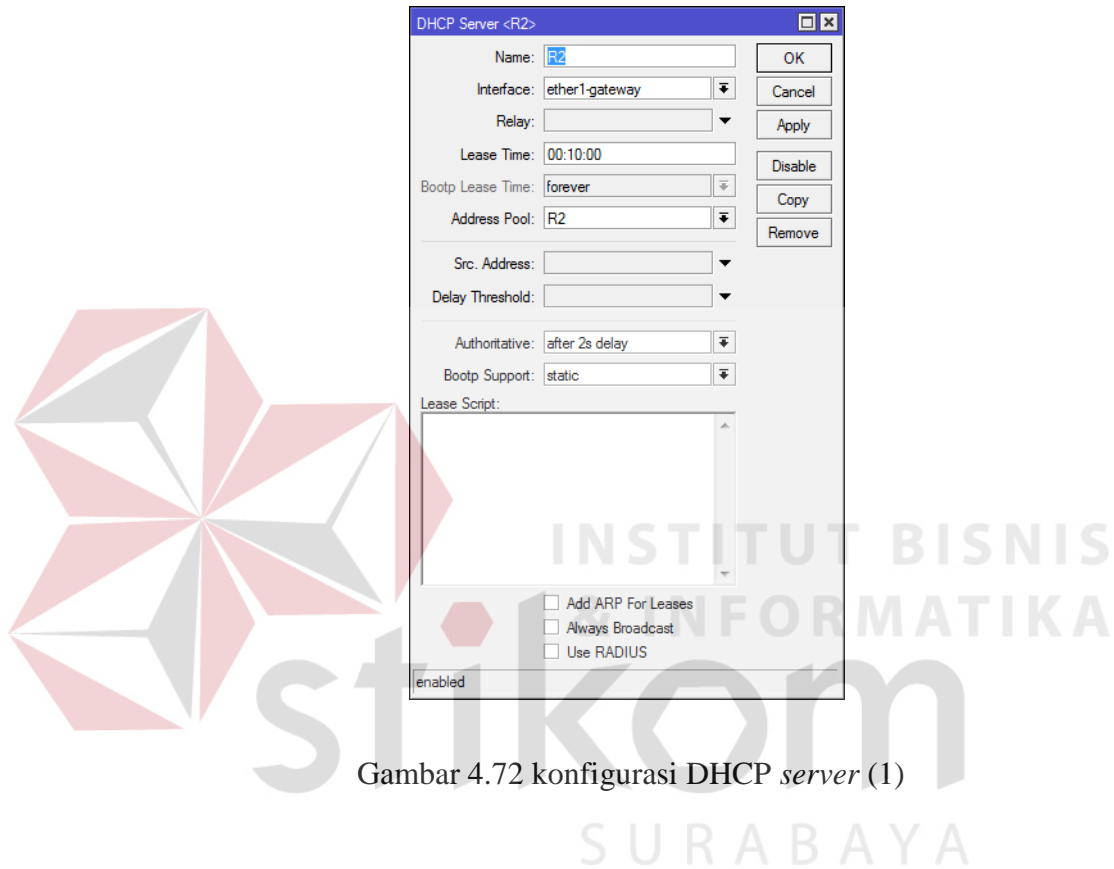 DHCP Server <R2>
Name: R2
OK
Interface: ether1-gateway
Cancel
Relay:
Apply
Lease Time: 00:10:00
Disable
Bootp Lease Time: forever
Copy
Address Pool: R2
Remove
Src. Address:
Delay Threshold:
Authoritative: after 2s delay
Bootp Support: static
Lease Script:
INSTITUT BISNIS
Add ARP For Leases
& INFORMATIKA
Always Broadcast
Use RADIUS
enabled
stikom
Gambar 4.72 konfigurasi DHCP server (1)
SURABAYA